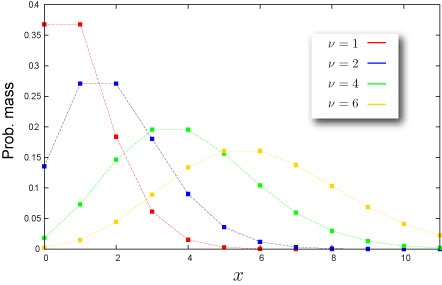 0.4
0.35
0.3
0.25
0.2
0.15
0.1
0.05
0
Prob. mass
ν = 1
ν = 2
ν = 4
ν = 6
0 2 4 6 8 10
x